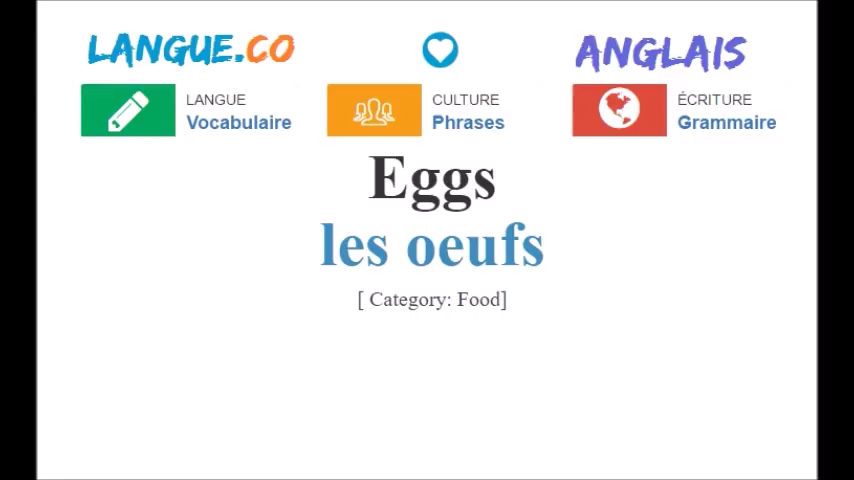 LANGUE.CO ANGLAIS
LANGUE CULTURE ÉCRITURE
Vocabulaire Phrases Grammaire
Eggs
les oeufs
[ Category: Food]